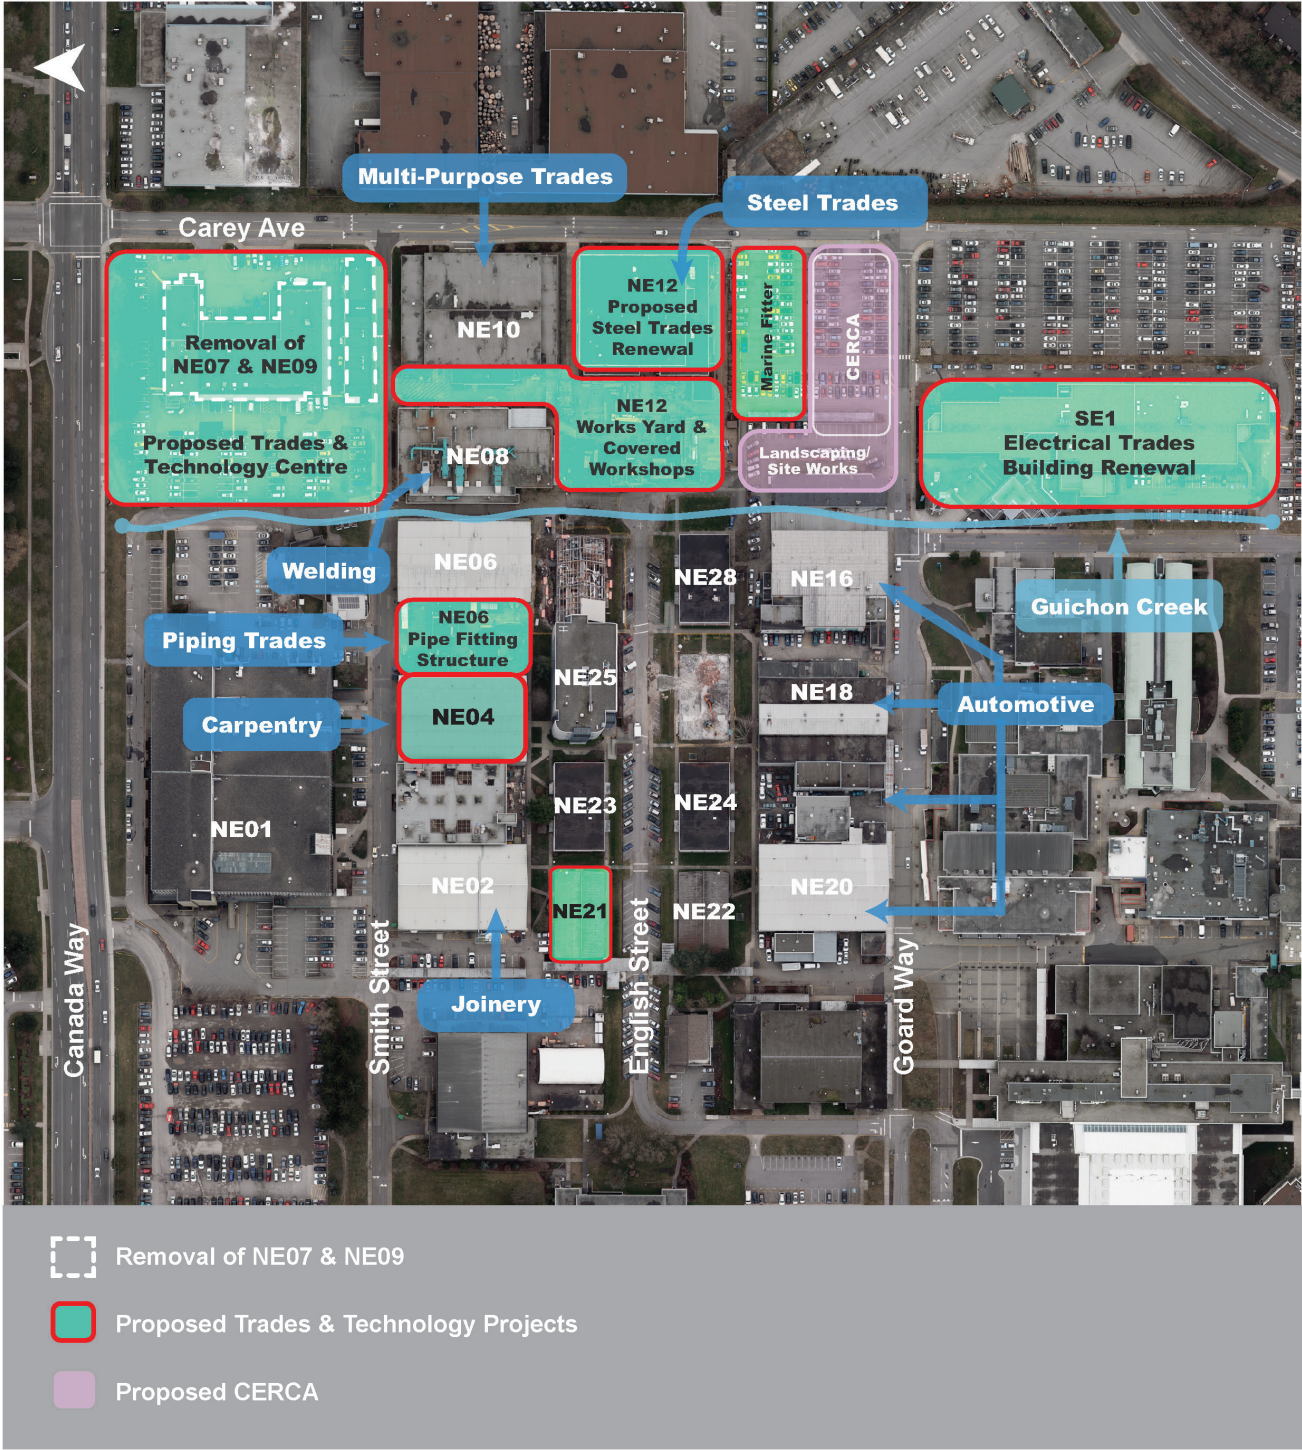 Multi-Purpose Trades
Steel Trades
Carey Ave
Removal of
NE07 & NE09
Proposed Trades &
Technology Centre
NE10
NE12
Proposed
Steel Trades
Renewal
Marine Fitter
CERCA
NE12
Works Yard &
Covered
Workshops
NE08
Landscaping/
Site Works
SE1
Electrical Trades
Building Renewal
Welding
NE06
NE28
NE16
Guichon Creek
Piping Trades
NE06
Pipe Fitting
Structure
NE25
NE18
Automotive
Carpentry
NE04
NE01
NE23
NE24
NE02
NE21
NE22
NE20
Joinery
Canada Way
Smith Street
English Street
Goard Way
Removal of NE07 & NE09
Proposed Trades & Technology Projects
Proposed CERCA